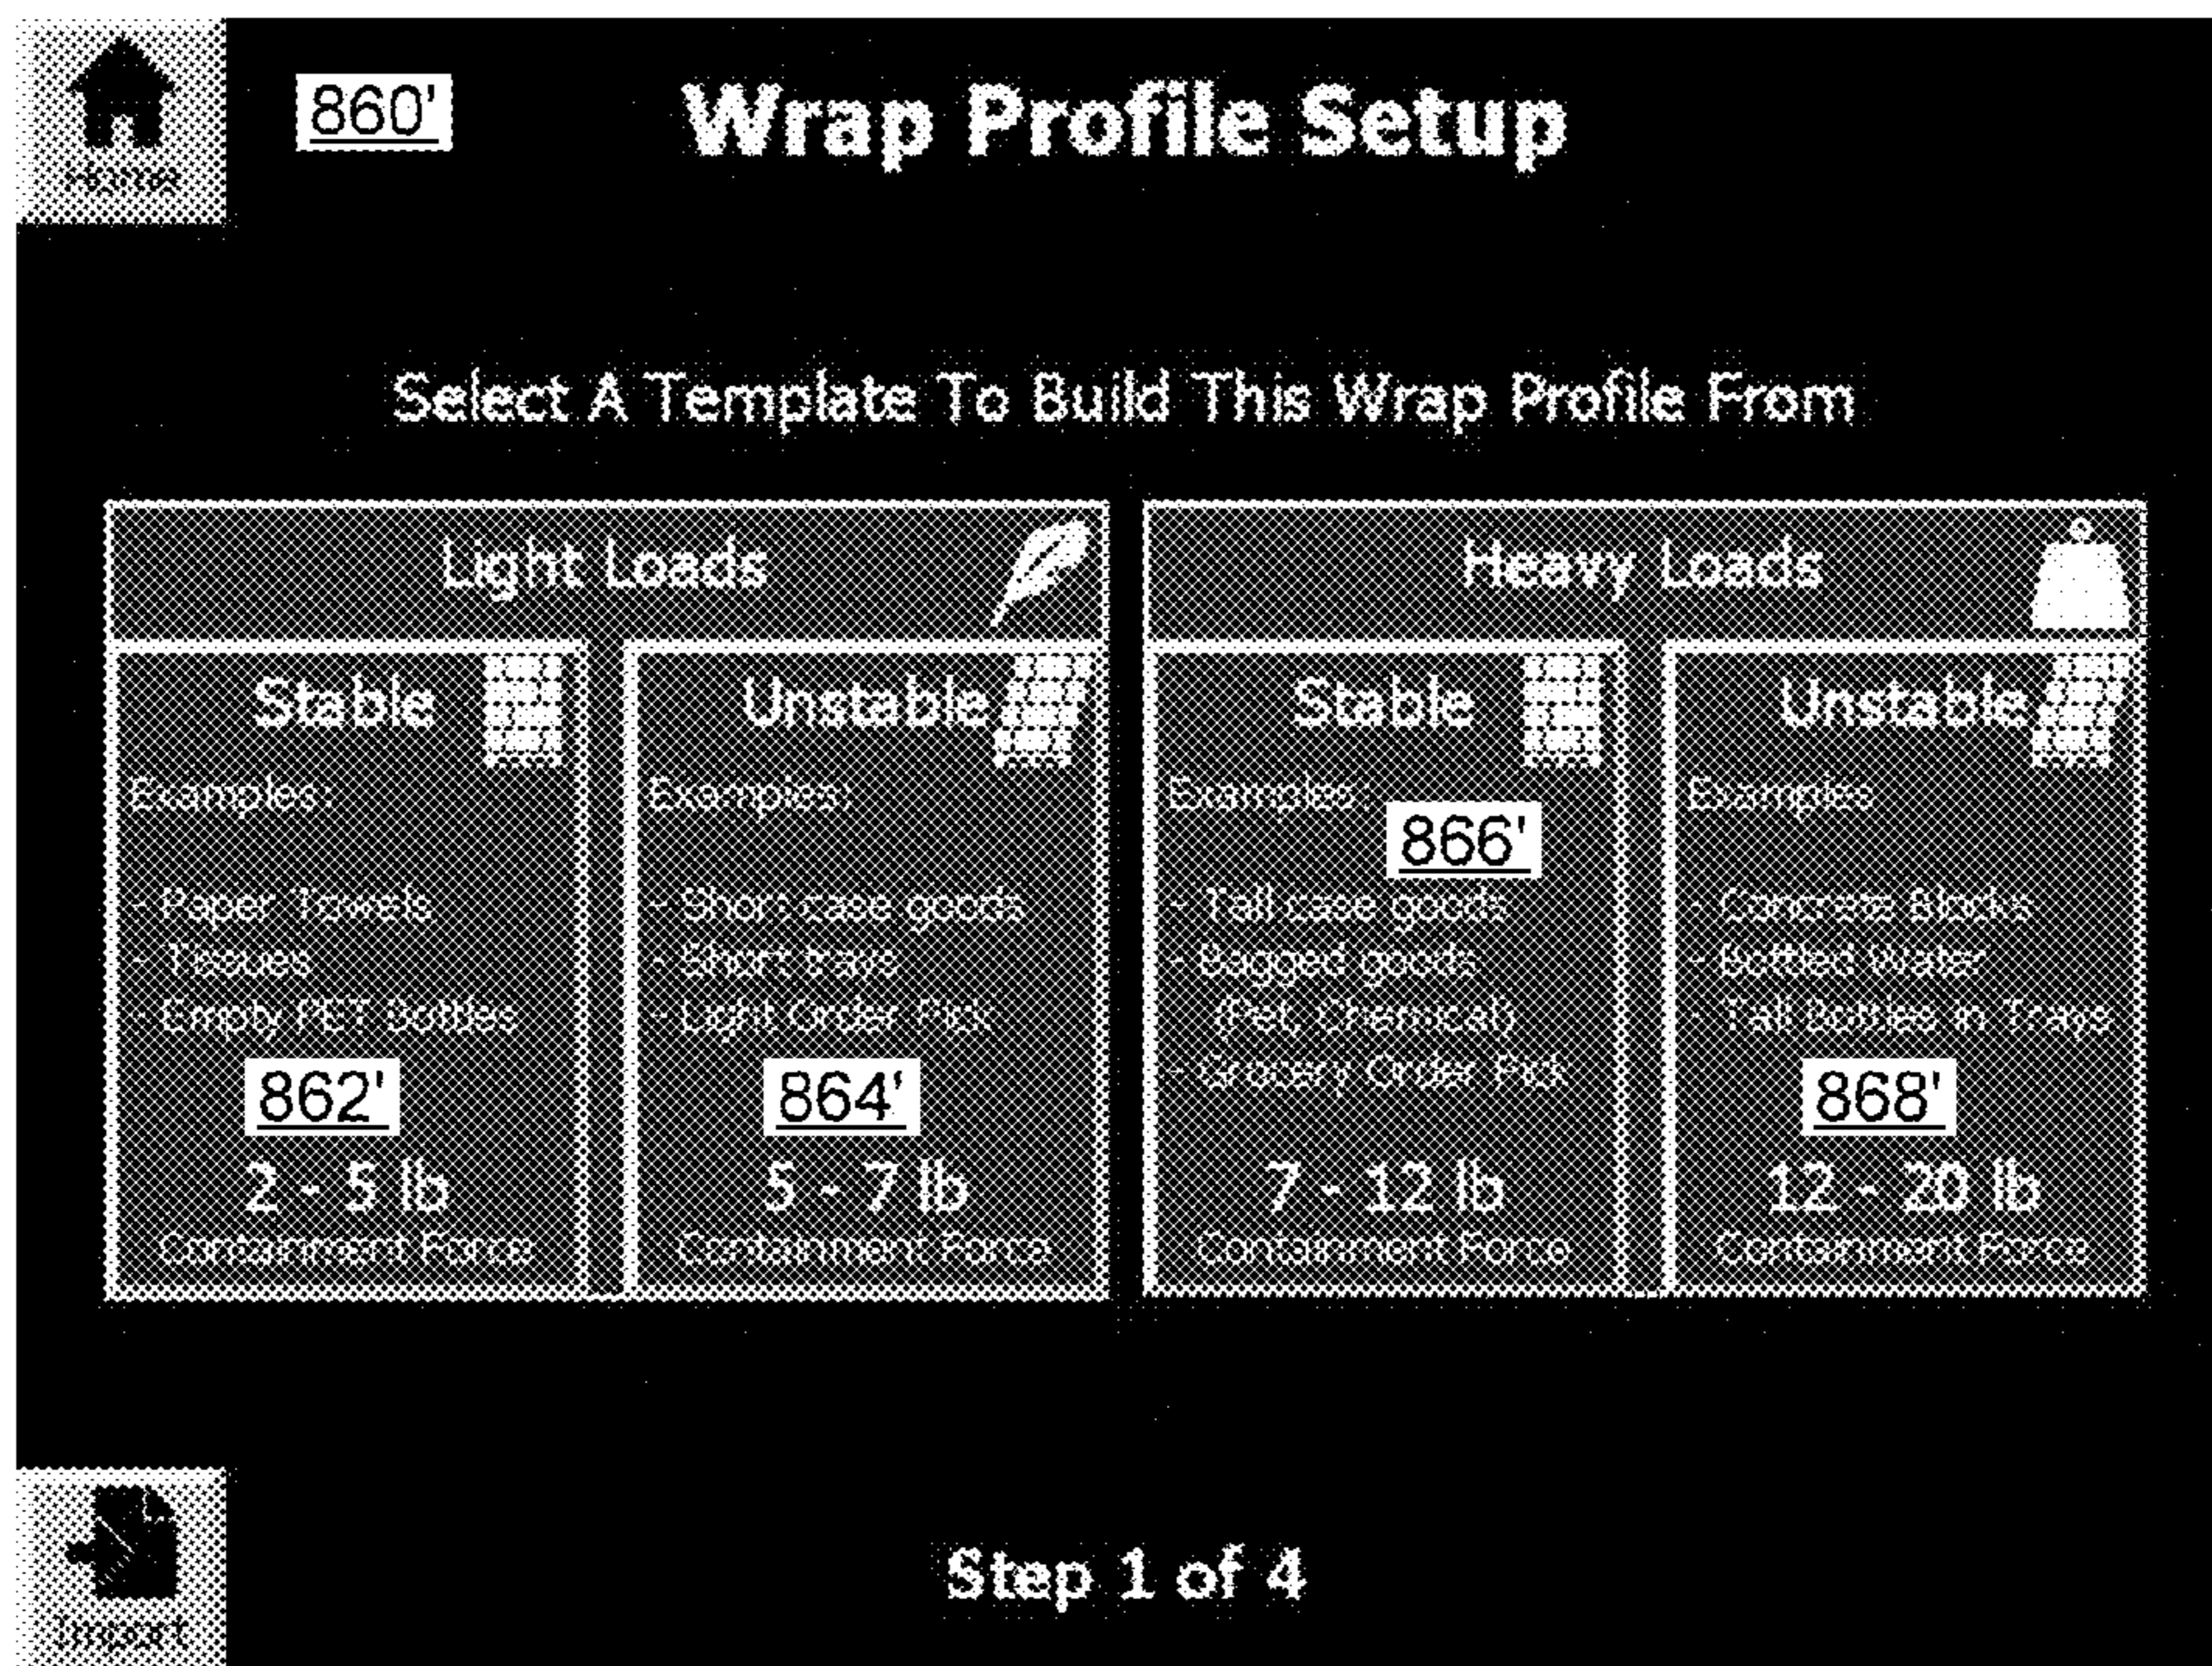 Home
860'
Wrap Profile Setup
Select A Template To Build This Wrap Profile From
Light Loads
Stable
Examples:
- Paper Towels
- Tissues
- Empty PET Bottles
862'
2 - 5 lb
Containment Force
Unstable
Examples:
- Short case goods
- Short trays
- Light Order Pick
864'
5 - 7 lb
Containment Force
Heavy Loads
Stable
Examples:
866'
- Tall case goods
- Bagged goods
(Pet, Chemical)
- Grocery Order Pick
7 - 12 lb
Containment Force
Unstable
Examples
- Concrete Blocks
- Bottled Water
- Tall Bottles in Trays
868'
12 - 20 lb
Containment Force
Import
Step 1 of 4